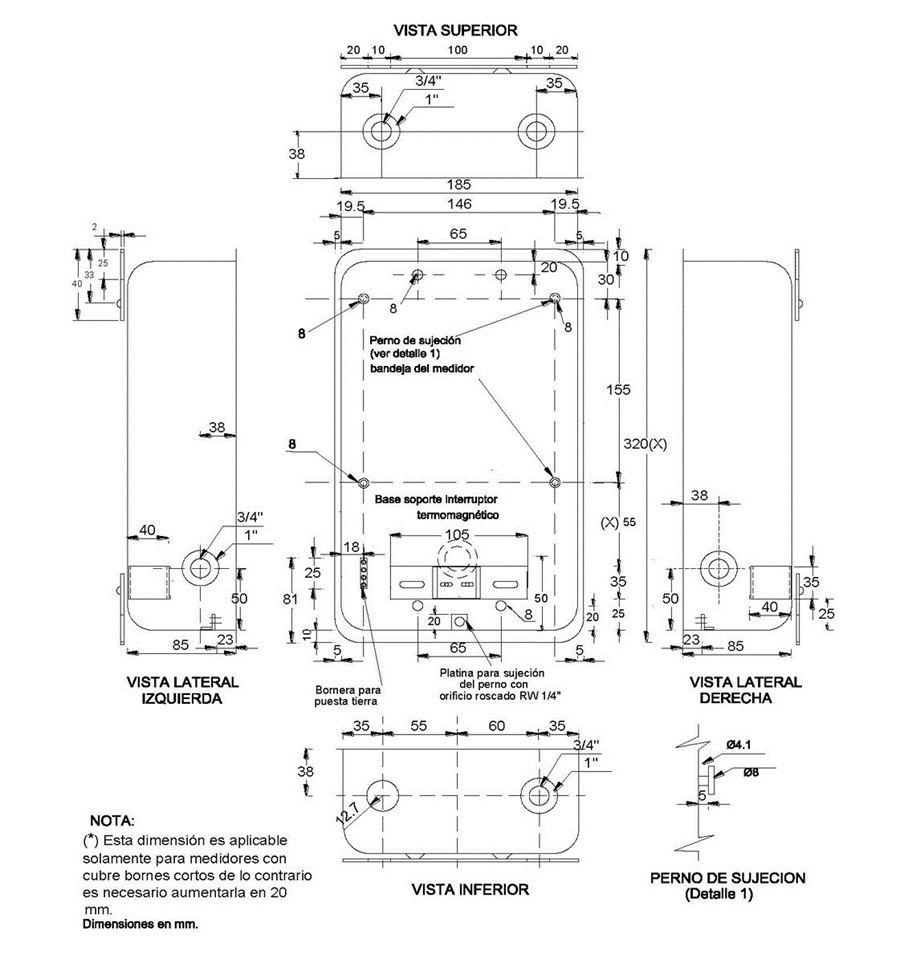 VISTA SUPERIOR
20 10 100 10 20
3/4"
35 35
1"
38
185
19.5 146 19.5
5 65 5
2
25
33
40
20
10
30
8
8
8
Perno de sujeción
(ver detalle 1)
bandeja del medidor
155
320(X)
38
8
Base soporte interruptor
termomagnético
38
(X) 55
3/4"
1"
105
40
18
25
81
50
35
25
50
20
8
20
10
50
35
40
25
85
23
5
65
5
23
85
VISTA LATERAL
IZQUIERDA
Bornera para
puesta tierra
Platina para sujeción
del perno con
orificio roscado RW 1/4"
VISTA LATERAL
DERECHA
35 55 60 35
3/4"
1"
38
12.7
VISTA INFERIOR
Ø4.1
Ø8
5
PERNO DE SUJECION
(Detalle 1)
NOTA:
(*) Esta dimensión es aplicable
solamente para medidores con
cubre bornes cortos de lo contrario
es necesario aumentarla en 20
mm.
Dimensiones en mm.